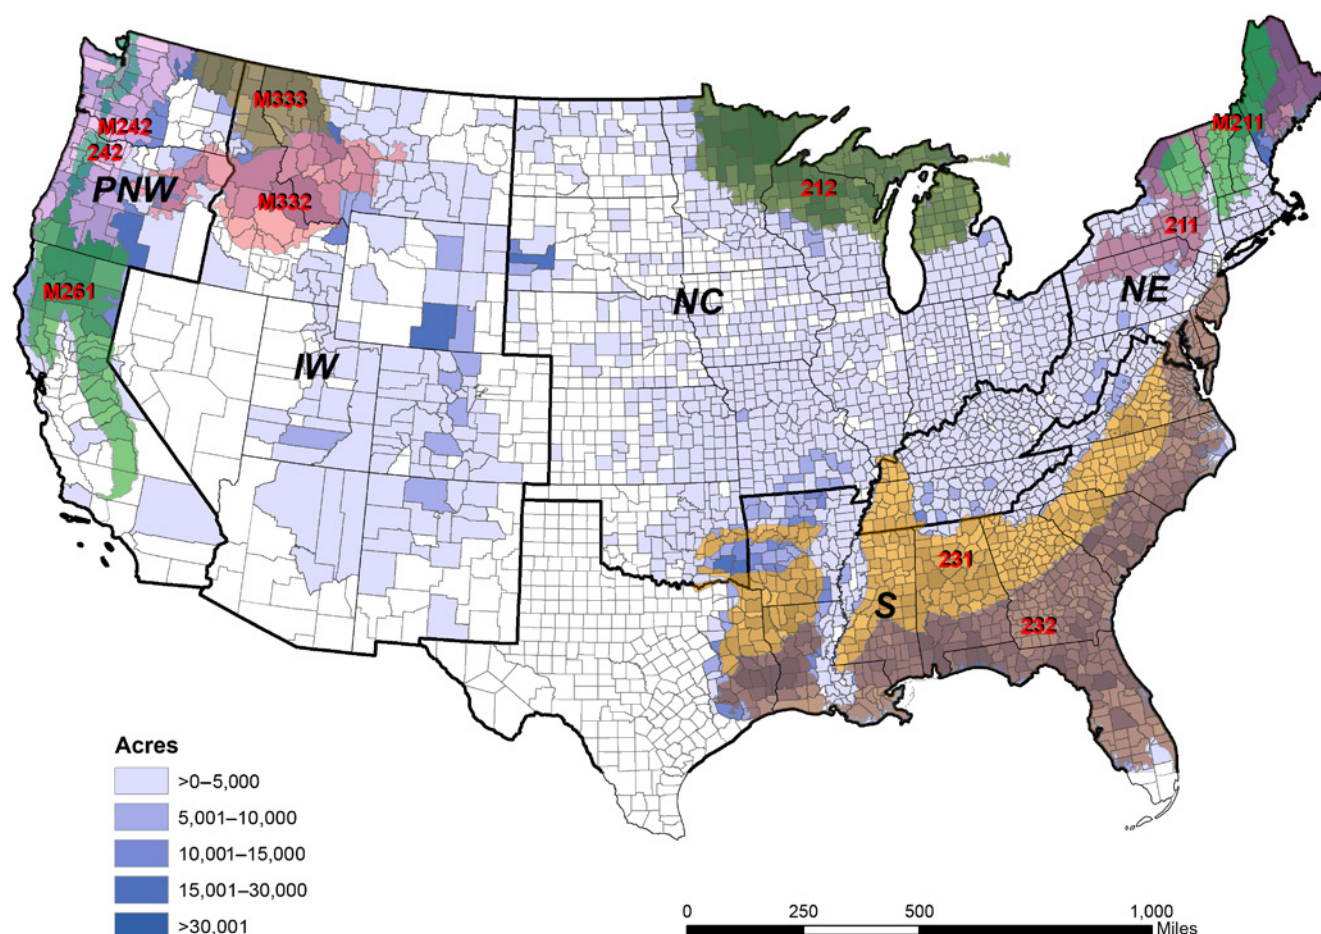 M333
M211
M242
242
PNW
212
M332
211
M261
NC
NE
IW
231
S
232
Acres
>0–5,000
5,001–10,000
10,001–15,000
15,001–30,000
>30,001
0 250 500 1,000
Miles